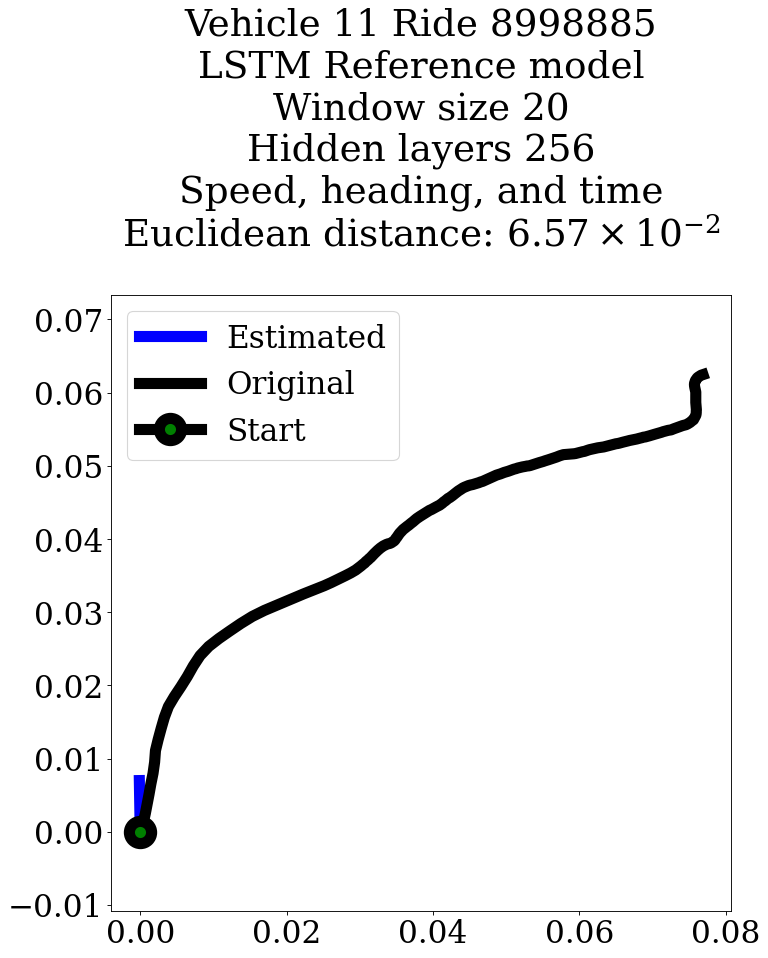 Vehicle 11 Ride 8998885
LSTM Reference model
Window size 20
Hidden layers 256
Speed, heading, and time
Euclidean distance: 6.57 × 10⁻²
Estimated
Original
Start
0.07
0.06
0.05
0.04
0.03
0.02
0.01
0.00
−0.01
0.00 0.02 0.04 0.06 0.08